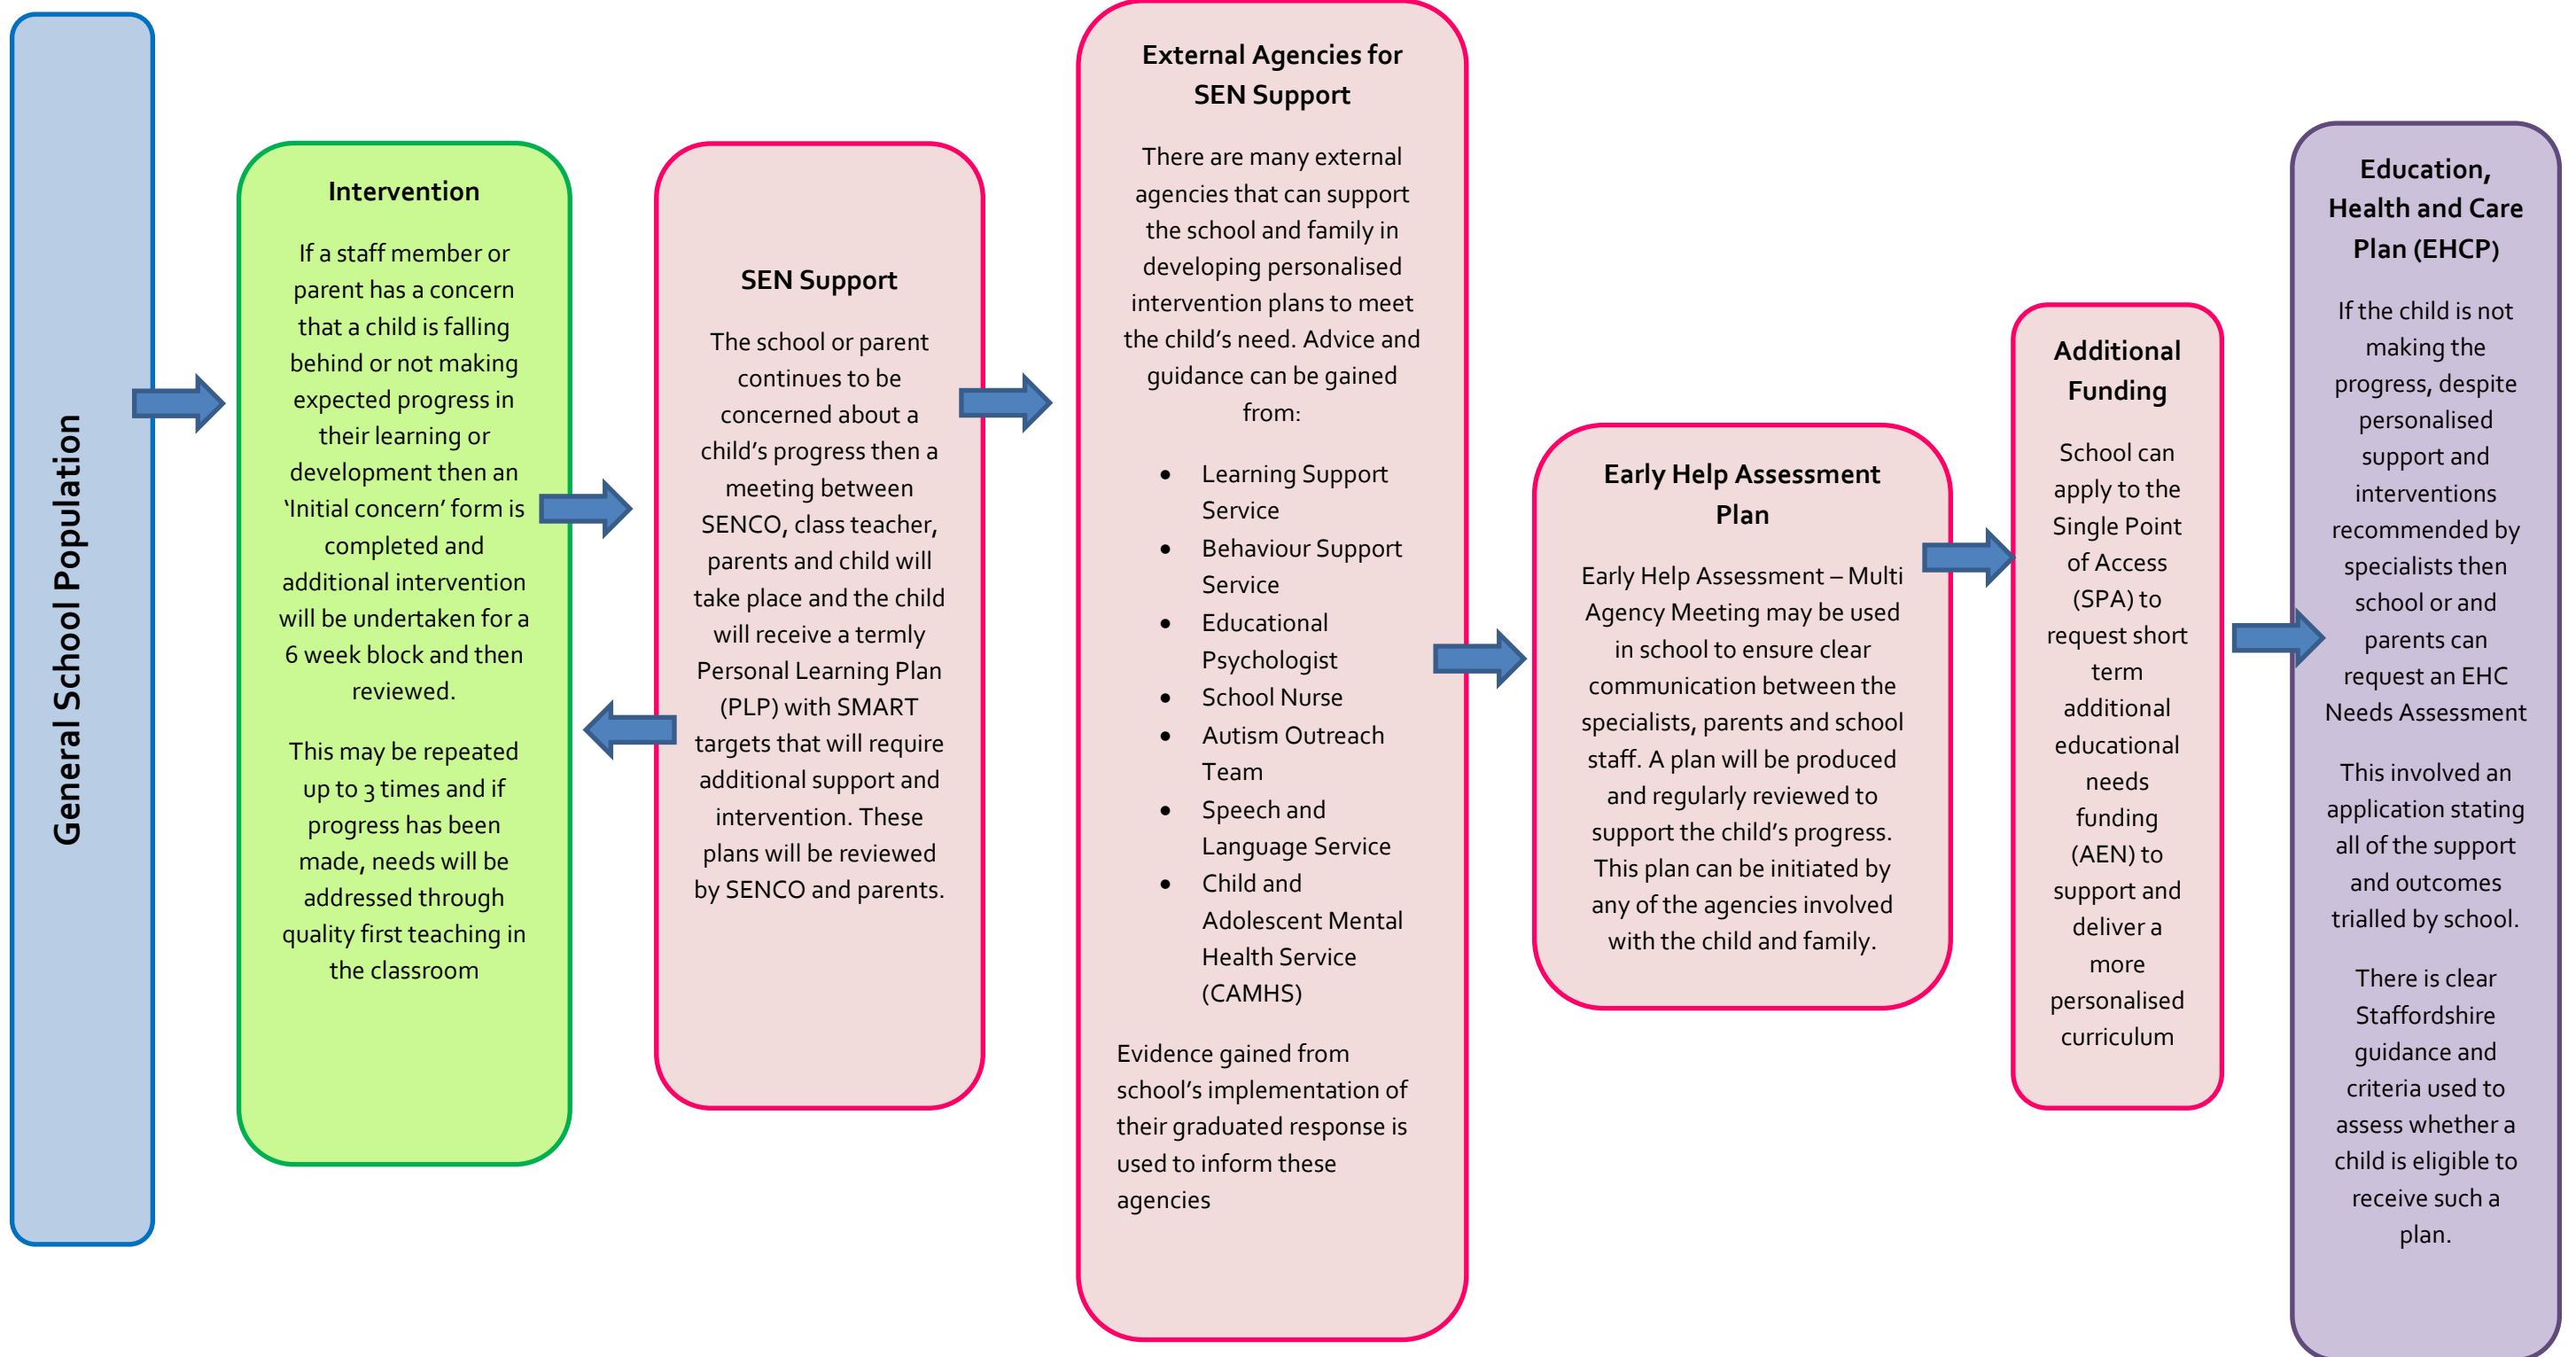 General School Population
Intervention
If a staff member or
parent has a concern
that a child is falling
behind or not making
expected progress in
their learning or
development then an
‘Initial concern’ form is
completed and
additional intervention
will be undertaken for a
6 week block and then
reviewed.
This may be repeated
up to 3 times and if
progress has been
made, needs will be
addressed through
quality first teaching in
the classroom
SEN Support
The school or parent
continues to be
concerned about a
child’s progress then a
meeting between
SENCO, class teacher,
parents and child will
take place and the child
will receive a termly
Personal Learning Plan
(PLP) with SMART
targets that will require
additional support and
intervention. These
plans will be reviewed
by SENCO and parents.
External Agencies for
SEN Support
There are many external
agencies that can support
the school and family in
developing personalised
intervention plans to meet
the child’s need. Advice and
guidance can be gained
from:
• Learning Support
Service
• Behaviour Support
Service
• Educational
Psychologist
• School Nurse
• Autism Outreach
Team
• Speech and
Language Service
• Child and
Adolescent Mental
Health Service
(CAMHS)
Evidence gained from
school’s implementation of
their graduated response is
used to inform these
agencies
Early Help Assessment
Plan
Early Help Assessment – Multi
Agency Meeting may be used
in school to ensure clear
communication between the
specialists, parents and school
staff. A plan will be produced
and regularly reviewed to
support the child’s progress.
This plan can be initiated by
any of the agencies involved
with the child and family.
Additional
Funding
School can
apply to the
Single Point
of Access
(SPA) to
request short
term
additional
educational
needs
funding
(AEN) to
support and
deliver a
more
personalised
curriculum
Education,
Health and Care
Plan (EHCP)
If the child is not
making the
progress, despite
personalised
support and
interventions
recommended by
specialists then
school or and
parents can
request an EHC
Needs Assessment
This involved an
application stating
all of the support
and outcomes
trialled by school.
There is clear
Staffordshire
guidance and
criteria used to
assess whether a
child is eligible to
receive such a
plan.